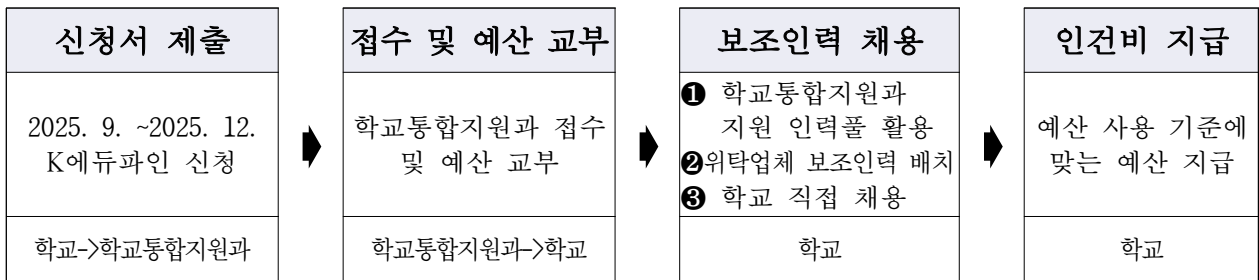 신청서 제출
2025. 9. ~2025. 12.
K에듀파인 신청
학교->학교통합지원과
접수 및 예산 교부
학교통합지원과 접수
및 예산 교부
학교통합지원과->학교
보조인력 채용
❶ 학교통합지원과
지원 인력풀 활용
❷위탁업체 보조인력 배치
❸ 학교 직접 채용
학교
인건비 지급
예산 사용 기준에
맞는 예산 지급
학교